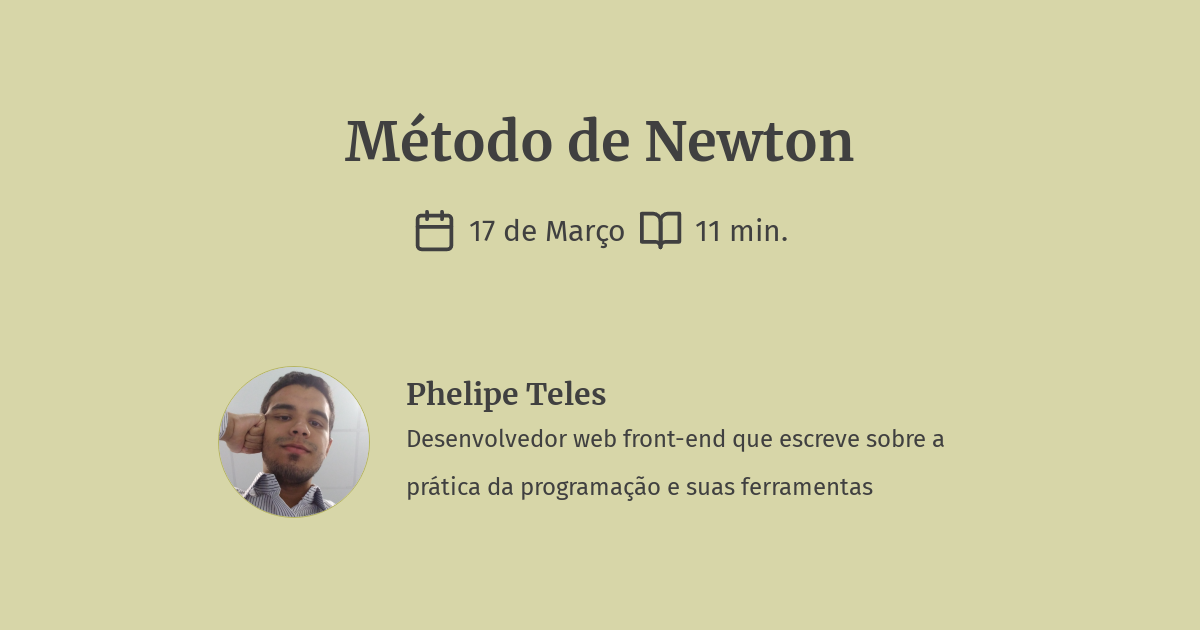 Método de Newton
17 de Março 11 min.
Phelipe Teles
Desenvolvedor web front-end que escreve sobre a
prática da programação e suas ferramentas